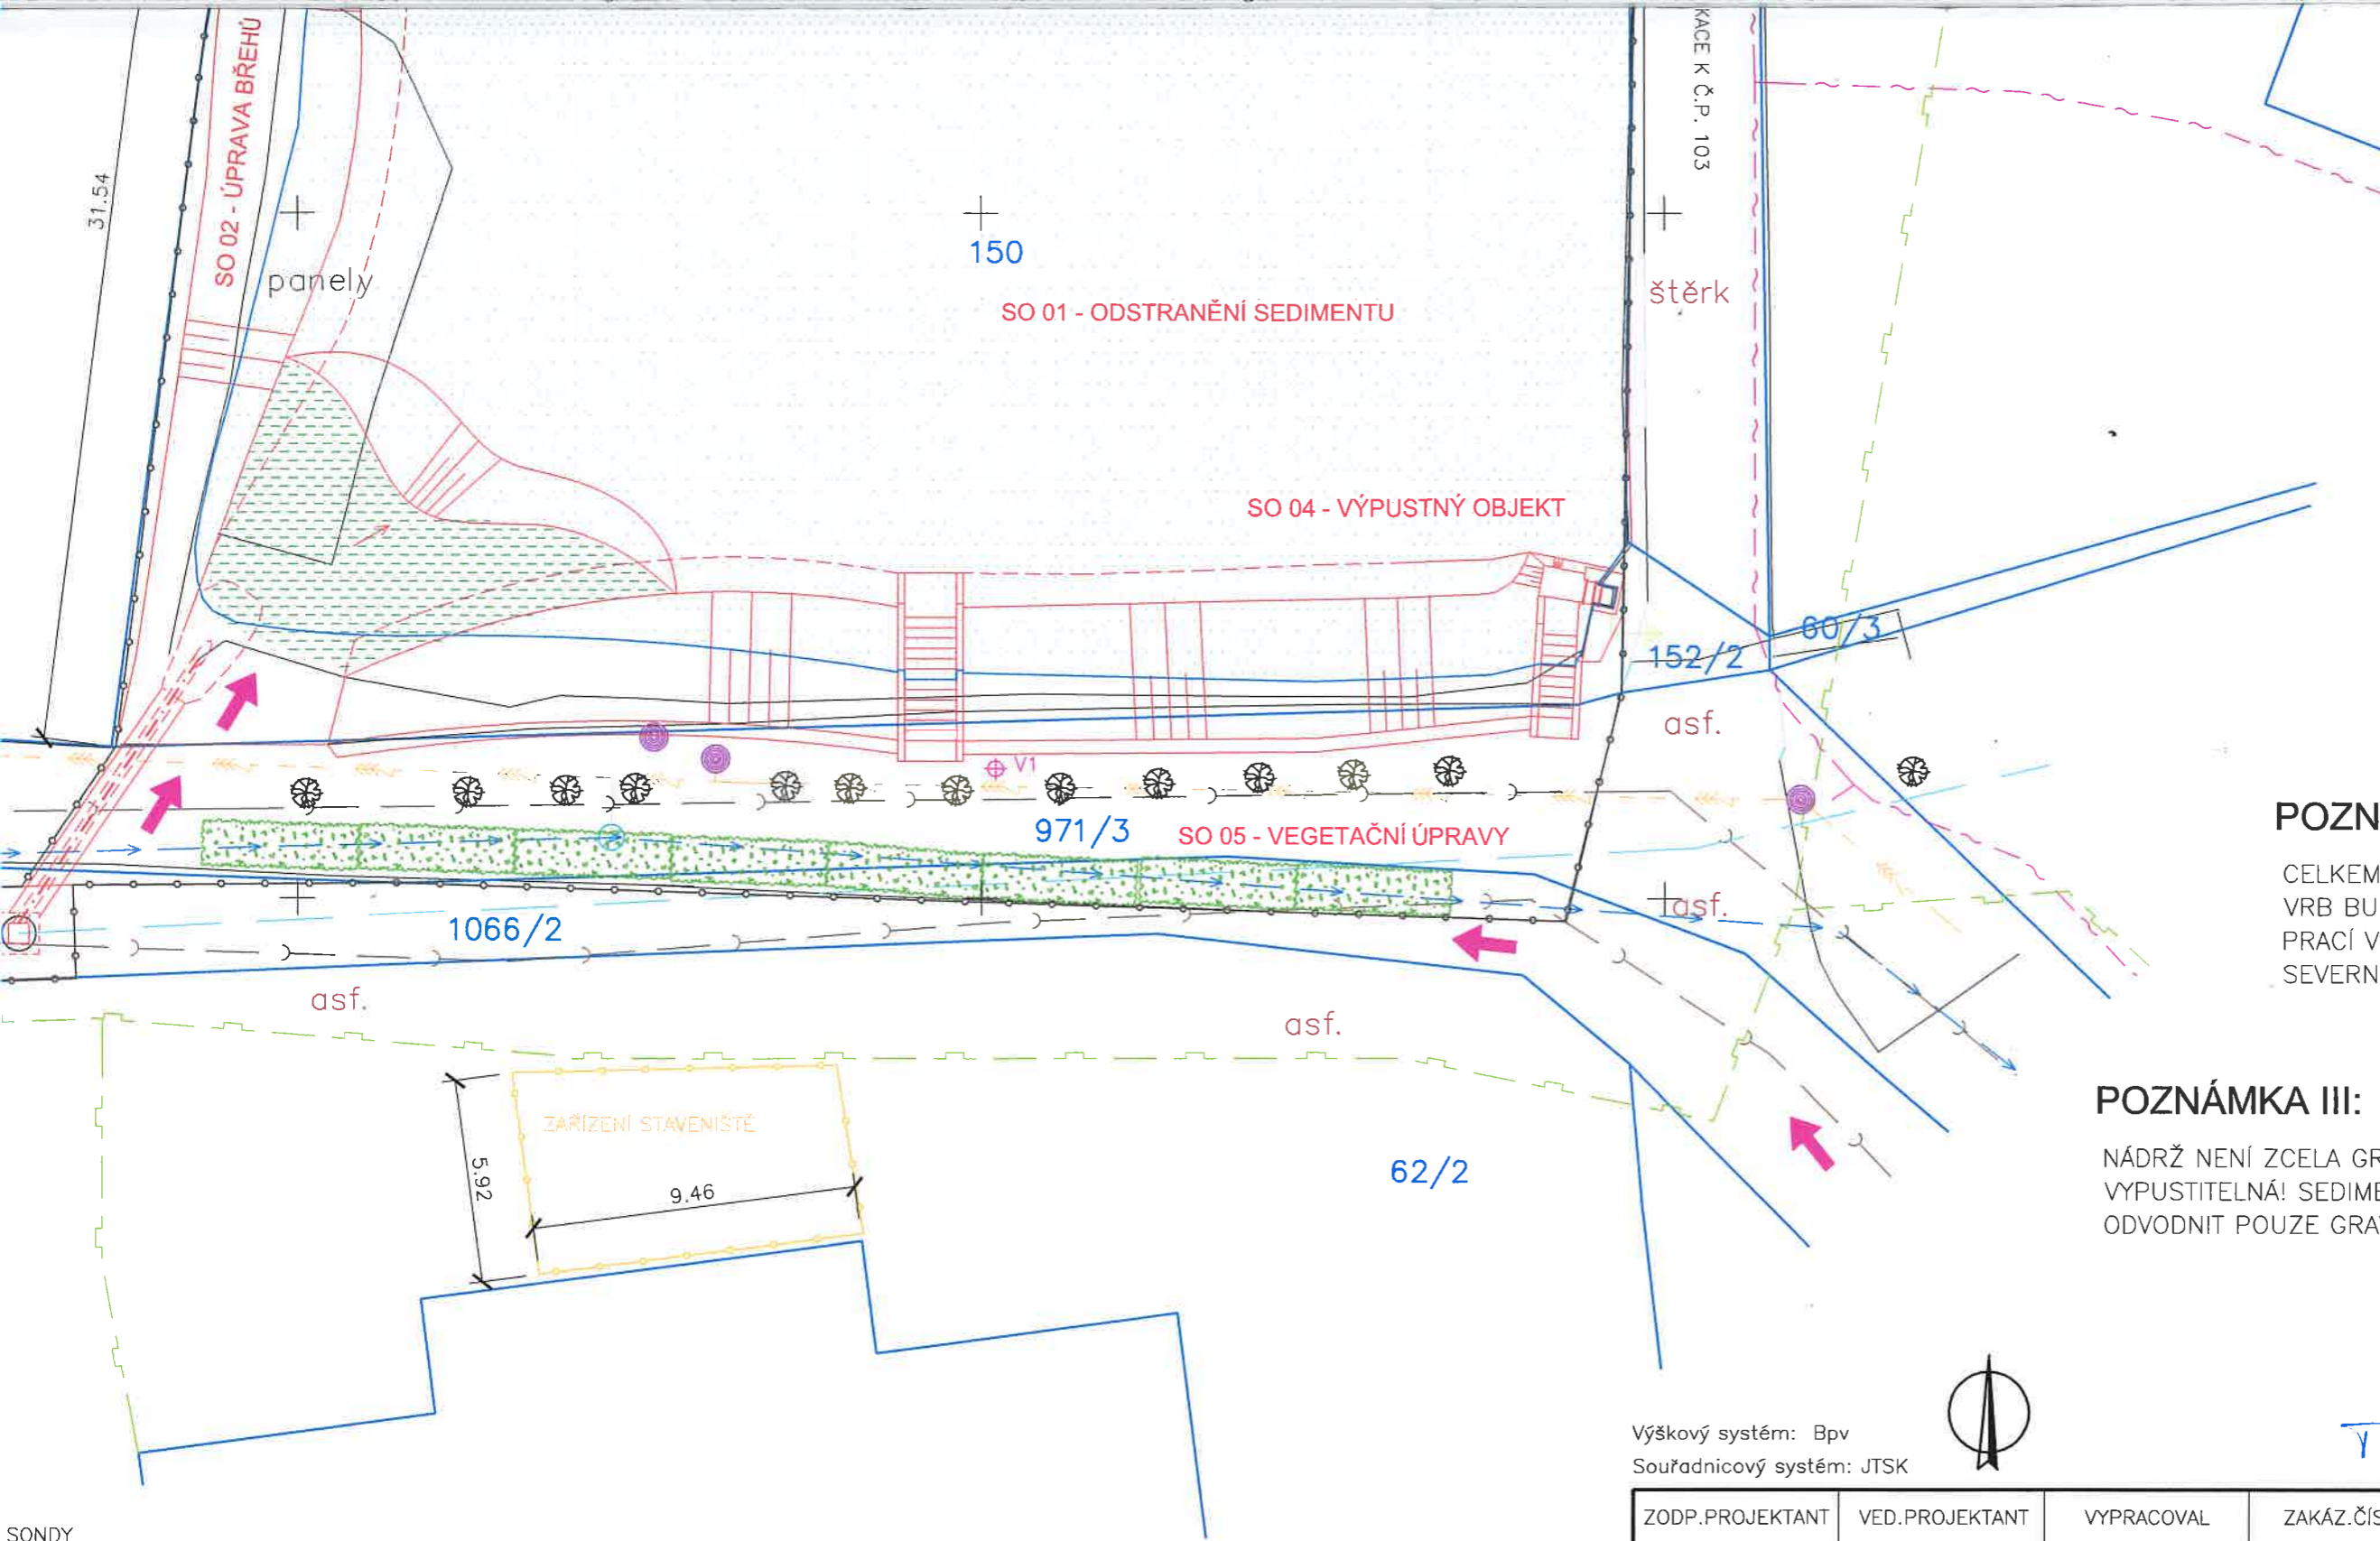 KACE K Č.P. 103
SO 02 - ÚPRAVA BŘEHŮ
31.54
panely
150
SO 01 - ODSTRANĚNÍ SEDIMENTU
štěrk
SO 04 - VÝPUSTNÝ OBJEKT
60/3
152/2
asf.
V1
971/3
SO 05 - VEGETAČNÍ ÚPRAVY
POZN
CELKEM
VRB BU
PRACÍ V
SEVERN
asf.
1066/2
asf.
asf.
ZAŘÍZENÍ STAVENIŠTĚ
5.92
9.46
62/2
POZNÁMKA III:
NÁDRŽ NENÍ ZCELA GR
VYPUSTITELNÁ! SEDIME
ODVODNIT POUZE GRA
Výškový systém: Bpv
Souřadnicový systém: JTSK
ZODP.PROJEKTANT VED.PROJEKTANT VYPRACOVAL ZAKÁZ.ČÍS
SONDY